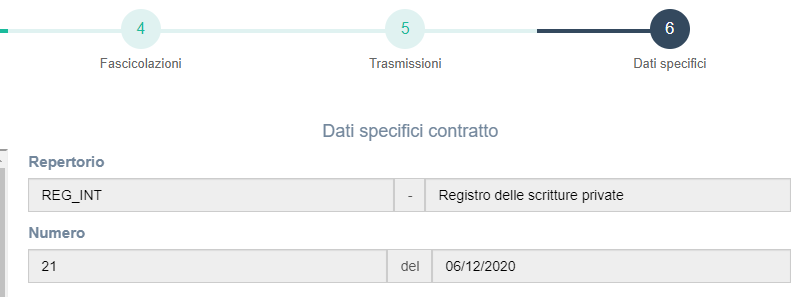 4 5 6
Fascicolazioni Trasmissioni Dati specifici
Dati specifici contratto
Repertorio
REG_INT - Registro delle scritture private
Numero
21 del 06/12/2020